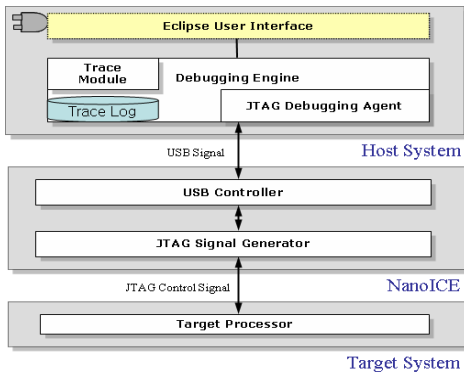 Eclipse User Interface
Trace
Module
Debugging Engine
Trace Log
JTAG Debugging Agent
USB Signal
Host System
USB Controller
JTAG Signal Generator
JTAG Control Signal
NanoICE
Target Processor
Target System